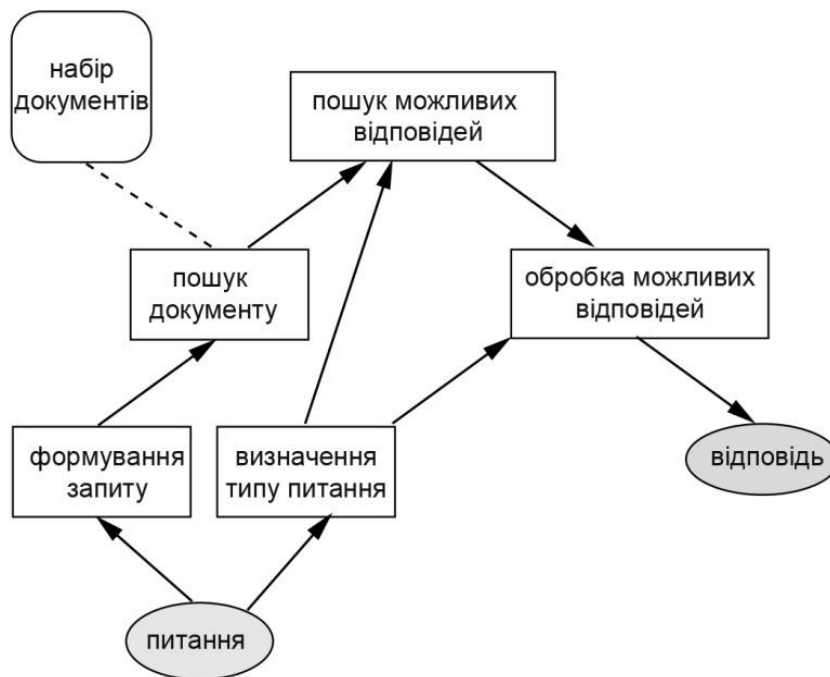 набір
документів
пошук можливих
відповідей
пошук
документу
обробка можливих
відповідей
формування
запиту
визначення
типу питання
відповідь
питання